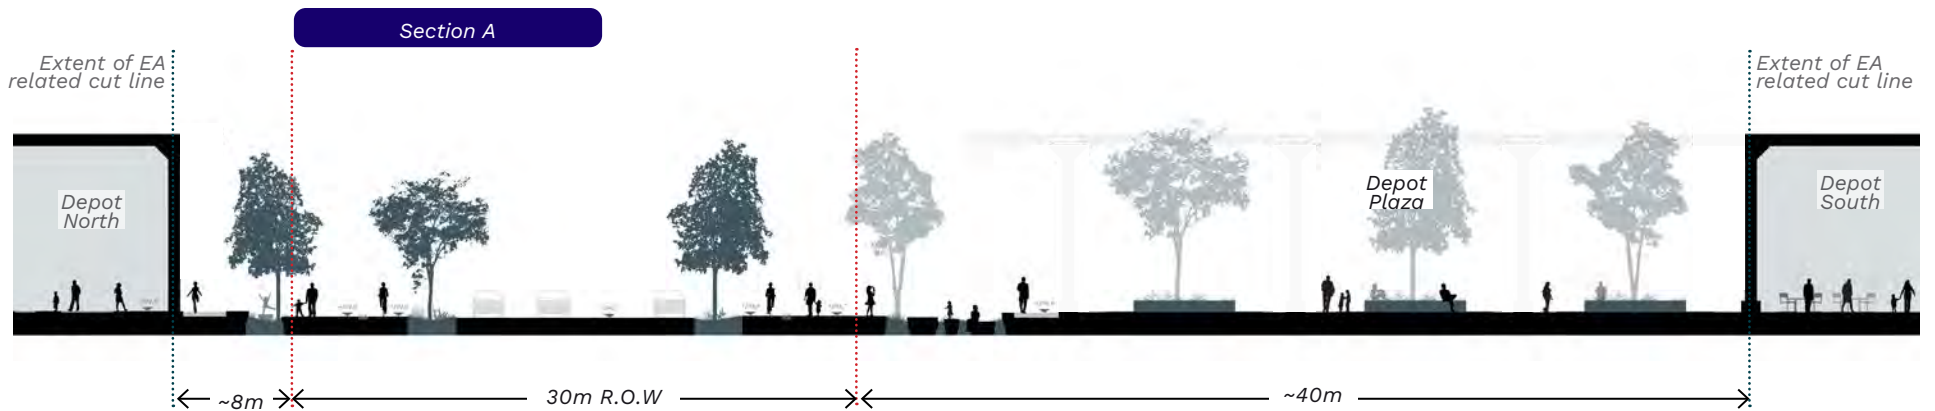 Section A
Extent of EA
related cut line
Extent of EA
related cut line
Depot
North
Depot
Plaza
Depot
South
~8m
30m R.O.W
~40m